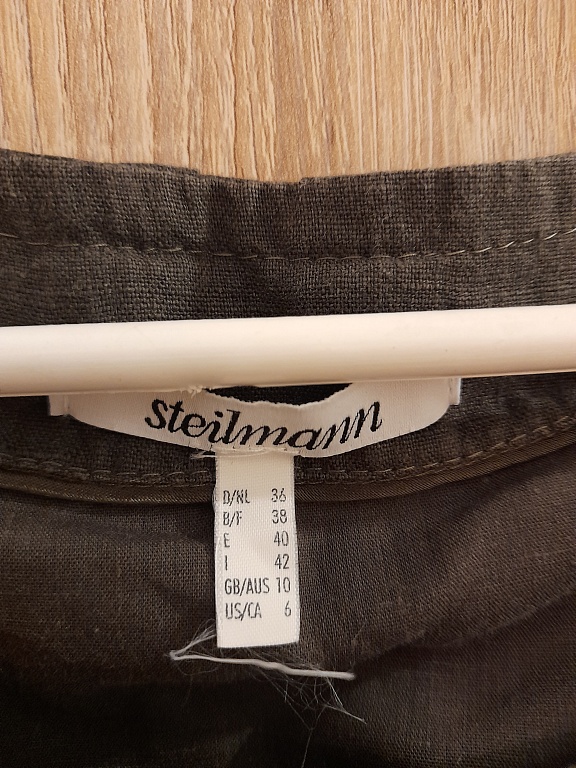 steilmann
D/NL 36
B/F 38
E 40
I 42
GB/AUS 10
US/CA 6